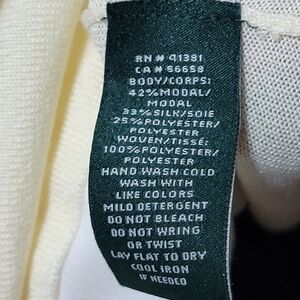 RN # 41381
CA # 56658
BODY/CORPS:
42% MODAL/
MODAL
33% SILK/SOIE
25% POLYESTER/
POLYESTER
WOVEN/TISSÉ:
100% POLYESTER/
POLYESTER
HAND WASH COLD
WASH WITH
LIKE COLORS
MILD DETERGENT
DO NOT BLEACH
DO NOT WRING
OR TWIST
LAY FLAT TO DRY
COOL IRON
IF NEEDED